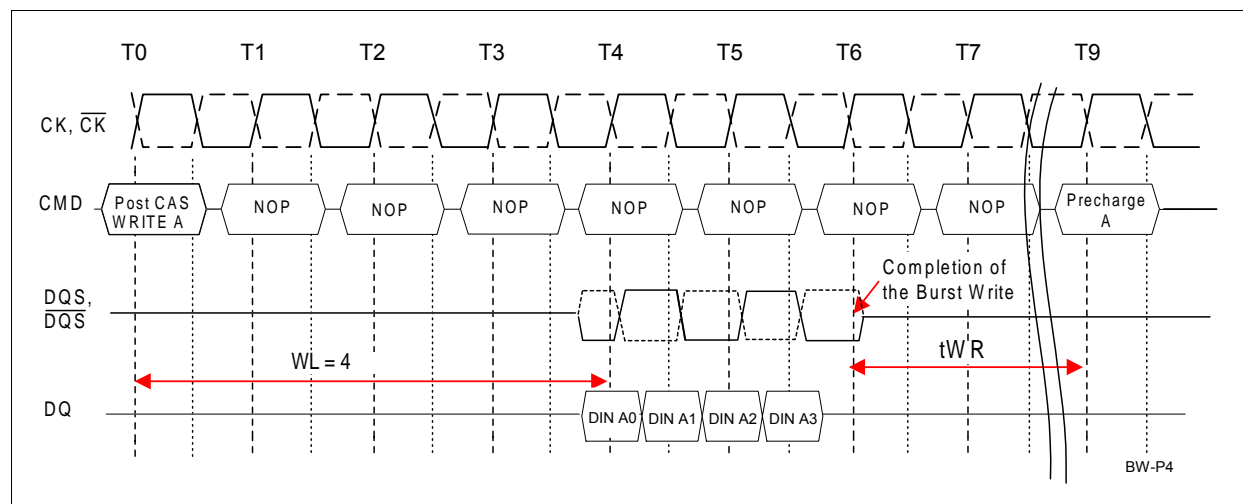 T0 T1 T2 T3 T4 T5 T6 T7 T9
CK, CK
CMD
Post CAS
WRITE A
NOP NOP NOP NOP NOP NOP NOP
Precharge
A
DQS,
DQS
Completion of
the Burst Write
WL = 4
tWR
DQ
DIN A0 DIN A1 DIN A2 DIN A3
BW-P4